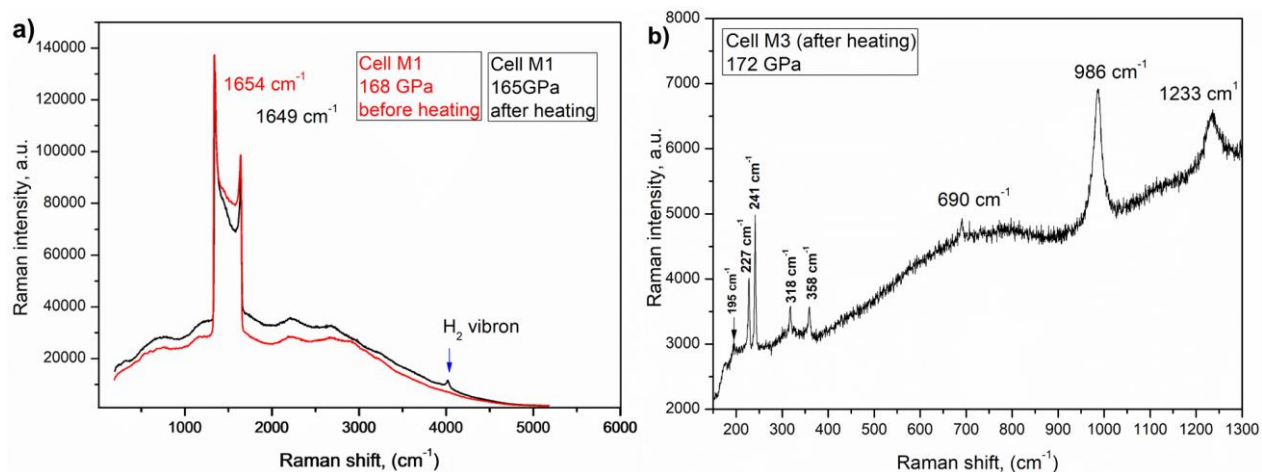 a)
150000
140000
120000
100000
80000
60000
40000
20000
Raman intensity, a.u.
1654 cm⁻¹
1649 cm⁻¹
Cell M1
168 GPa
before heating
Cell M1
165GPa
after heating
H₂ vibron
1000 2000 3000 4000 5000 6000
Raman shift, (cm⁻¹)
b)
8000
7000
6000
5000
4000
3000
2000
Raman intensity, a.u.
Cell M3 (after heating)
172 GPa
195 cm⁻¹
227 cm⁻¹
241 cm⁻¹
318 cm⁻¹
358 cm⁻¹
690 cm⁻¹
986 cm⁻¹
1233 cm¹
200 300 400 500 600 700 800 900 1000 1100 1200 1300
Raman shift, (cm⁻¹)